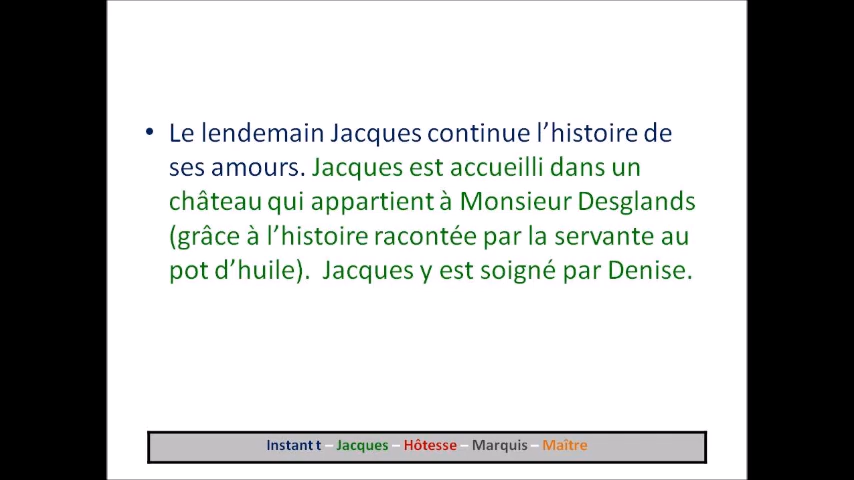 • Le lendemain Jacques continue l’histoire de
ses amours. Jacques est accueilli dans un
château qui appartient à Monsieur Desglands
(grâce à l’histoire racontée par la servante au
pot d’huile).  Jacques y est soigné par Denise.
Instant t – Jacques – Hôtesse – Marquis – Maître